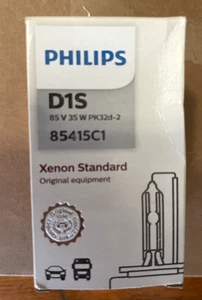 PHILIPS
D1S
85 V 35 W PK32d-2
85415C1
Xenon Standard
Original equipment